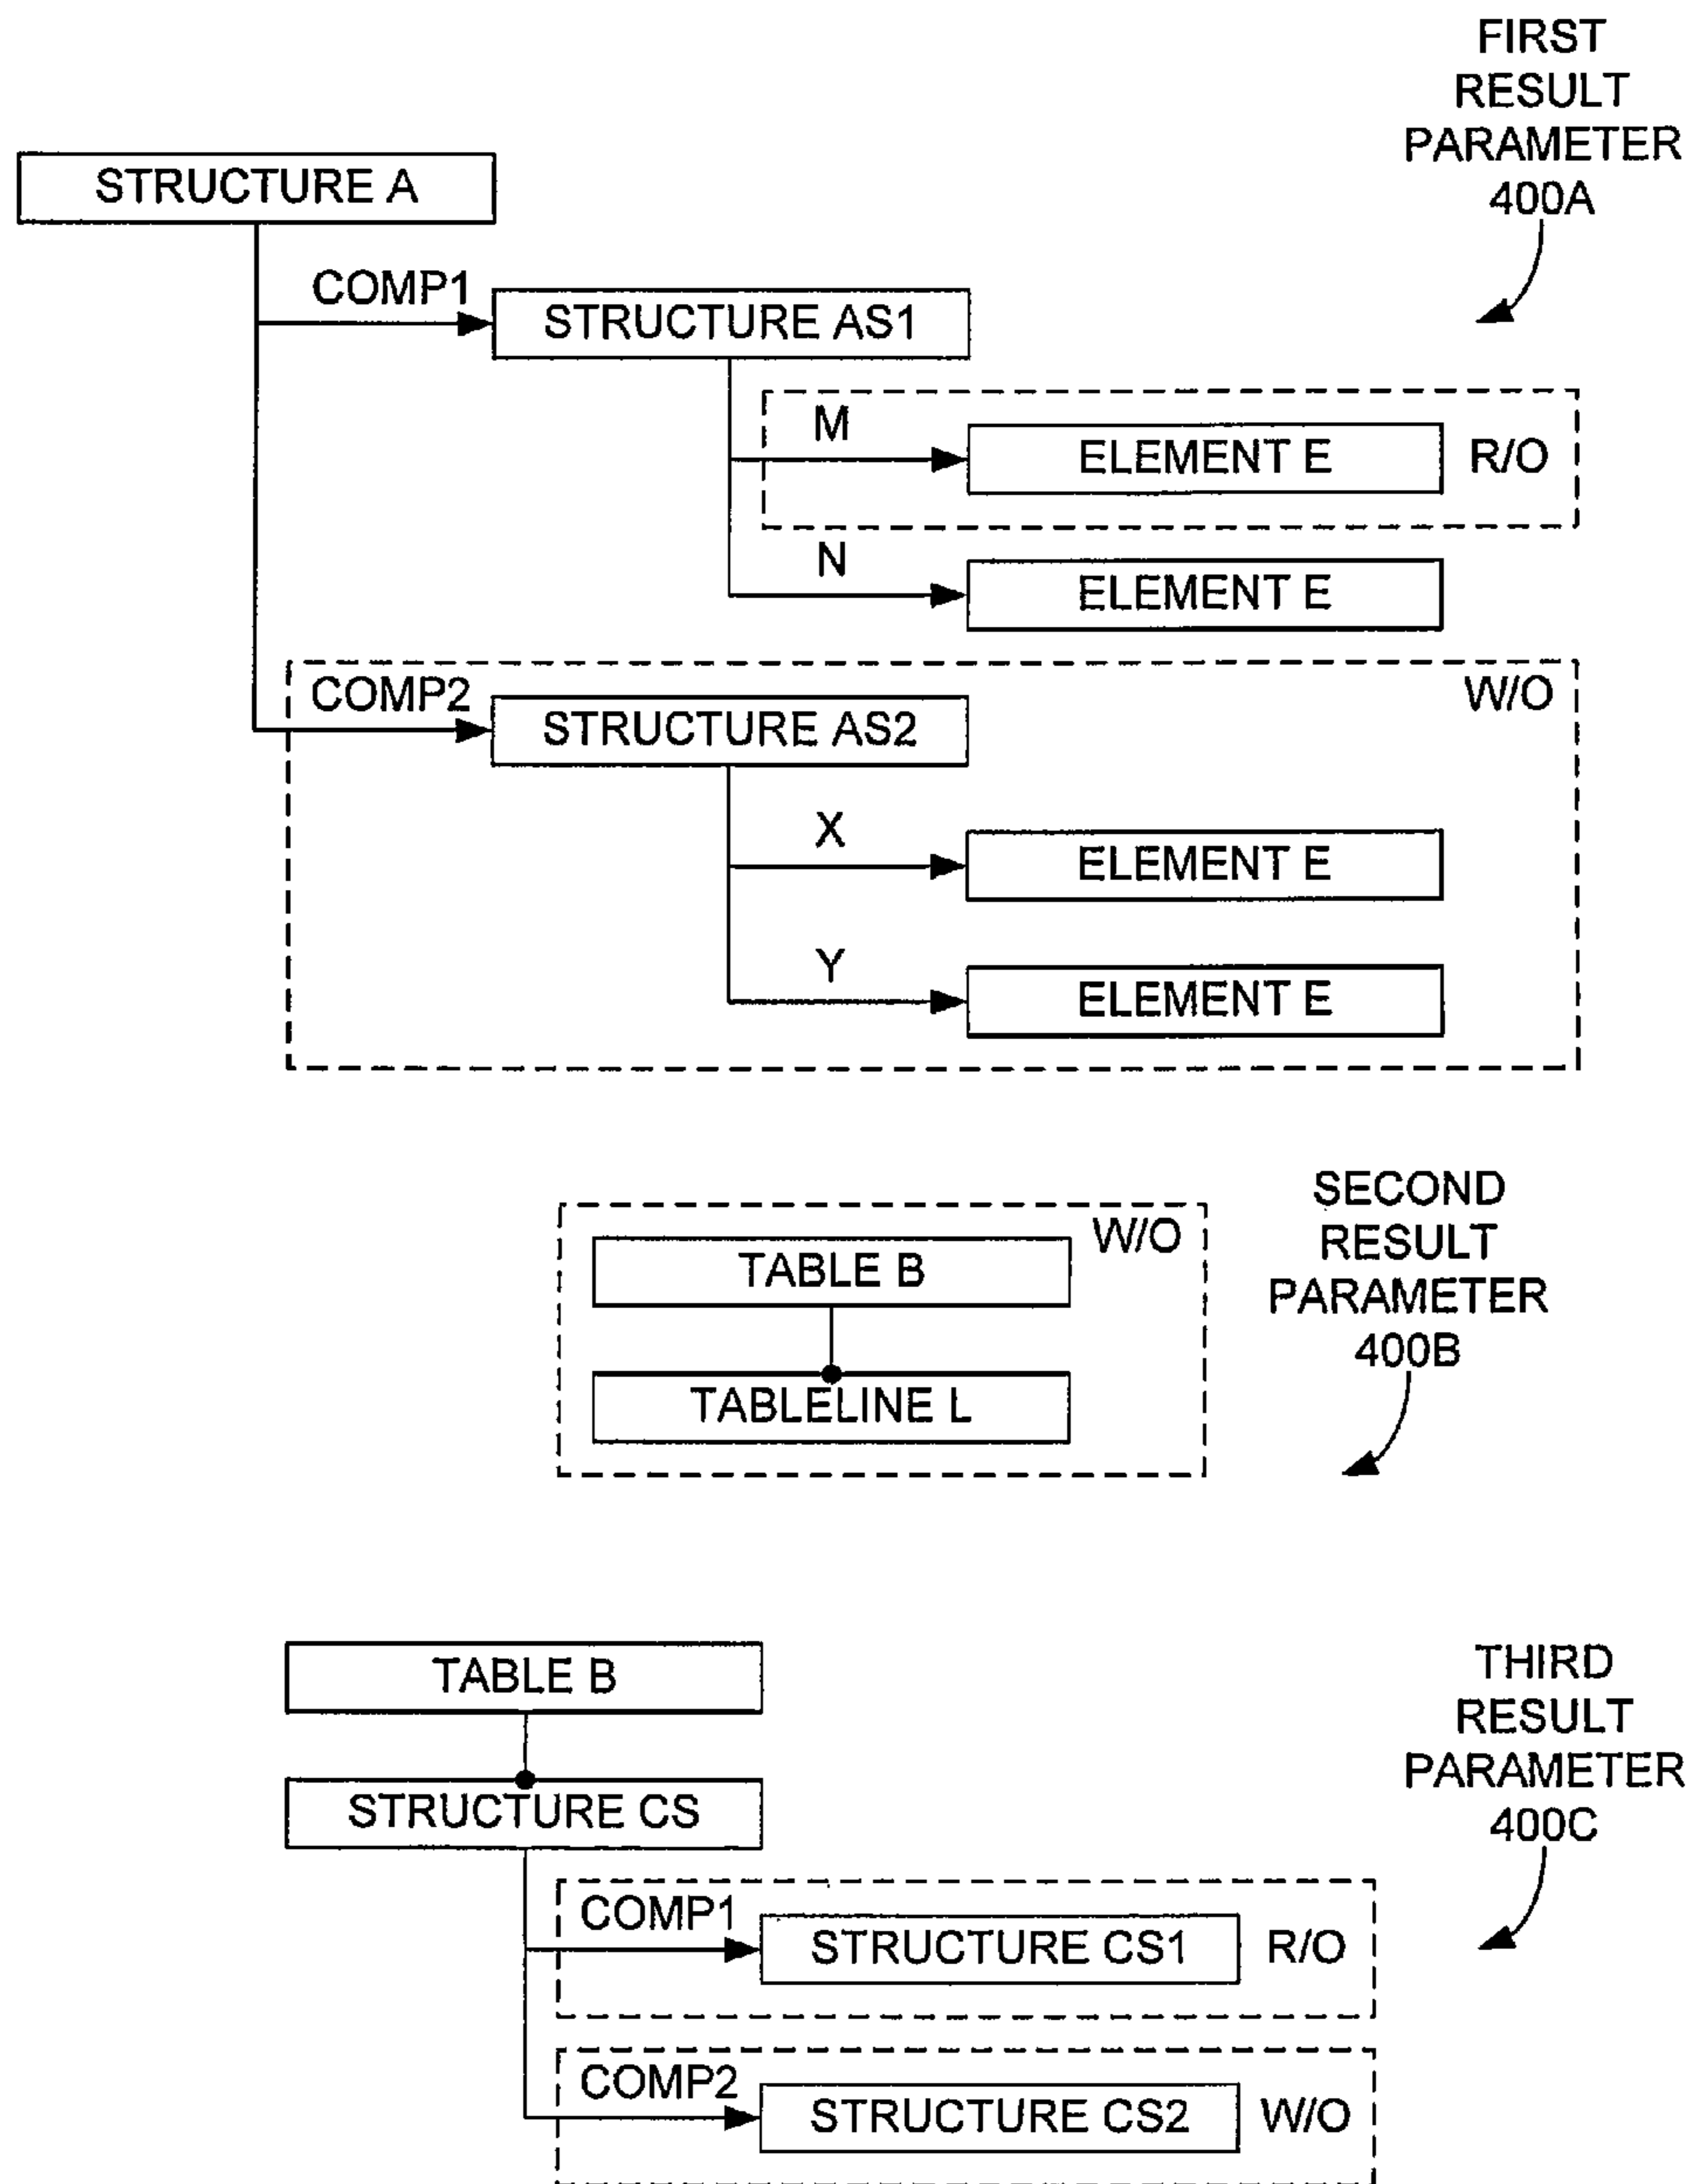 FIRST
RESULT
PARAMETER
400A
STRUCTURE A
COMP1
STRUCTURE AS1
M
ELEMENT E
R/O
N
ELEMENT E
COMP2
W/O
STRUCTURE AS2
X
ELEMENT E
Y
ELEMENT E
SECOND
RESULT
PARAMETER
400B
W/O
TABLE B
TABLELINE L
THIRD
RESULT
PARAMETER
400C
TABLE B
STRUCTURE CS
COMP1
STRUCTURE CS1
R/O
COMP2
STRUCTURE CS2
W/O